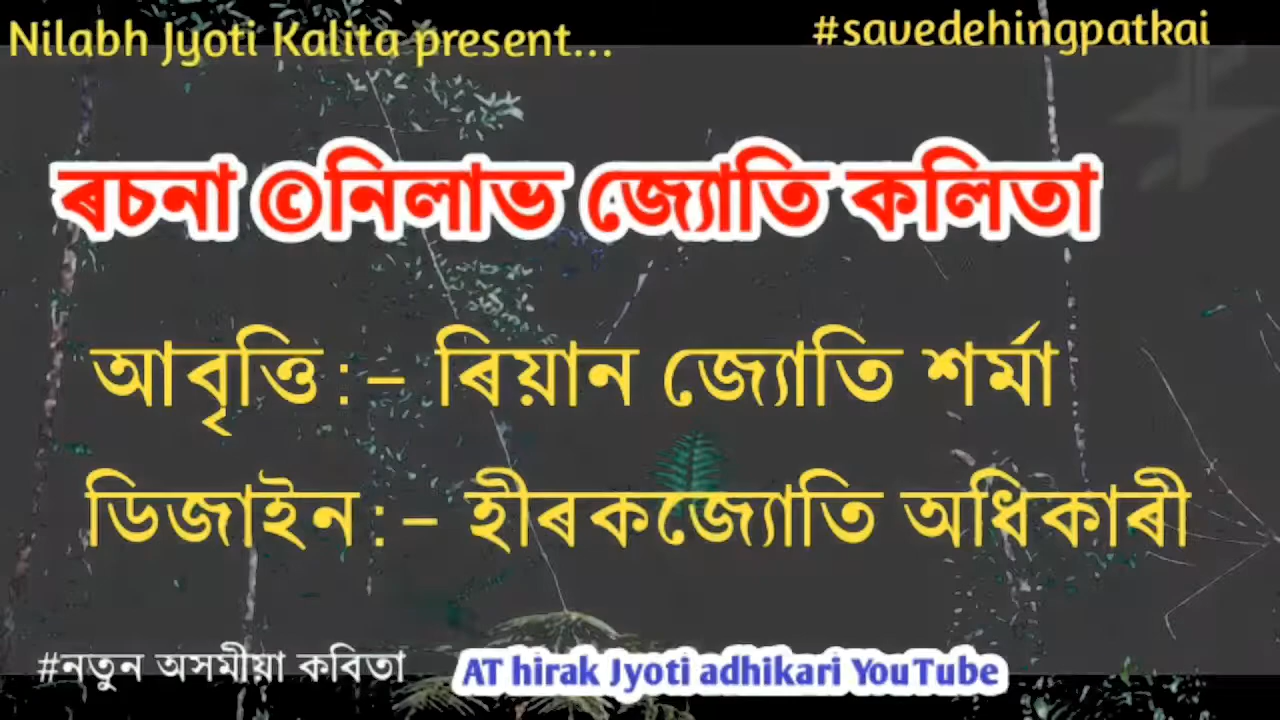 Nilabh Jyoti Kalita present...
#savedehingpatkai
ৰচনা ©নিলাভ জ্যোতি কলিতা
আবৃত্তি:- ৰিয়ান জ্যোতি শৰ্মা
ডিজাইন:- হীৰকজ্যোতি অধিকাৰী
#নতুন অসমীয়া কবিতা
AT hirak Jyoti adhikari YouTube